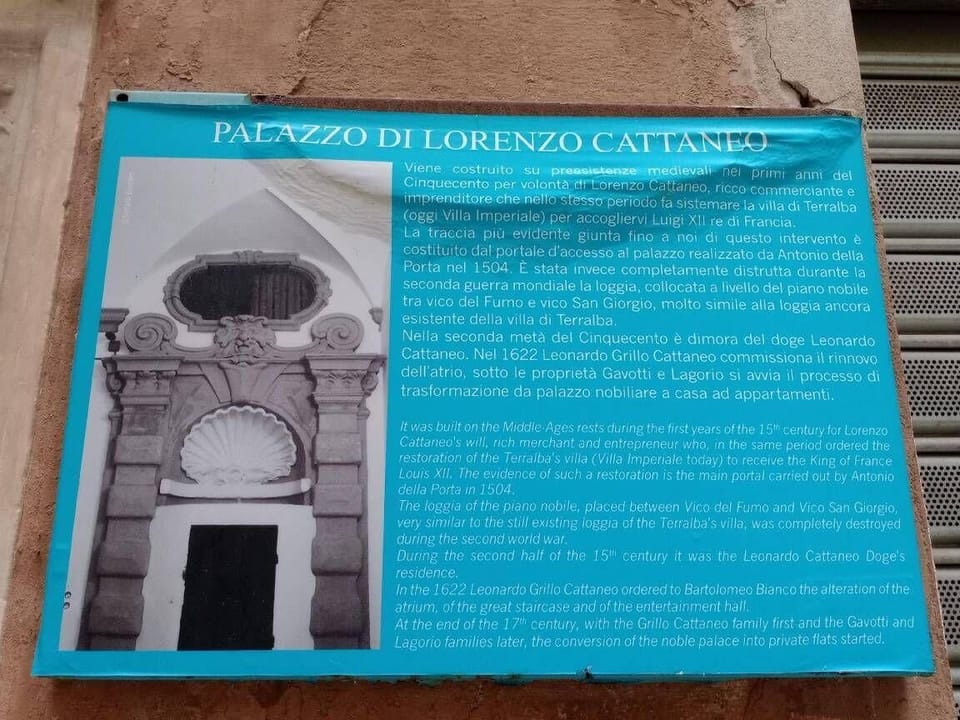 PALAZZO DI LORENZO CATTANEO
Viene costruito su preesistenze medievali nei primi anni del
Cinquecento per volontà di Lorenzo Cattaneo, ricco commerciante e
imprenditore che nello stesso periodo fa sistemare la villa di Terralba
(oggi Villa Imperiale) per accogliervi Luigi XII re di Francia.
La traccia più evidente giunta fino a noi di questo intervento è
costituito dal portale d'accesso al palazzo realizzato da Antonio della
Porta nel 1504. È stata invece completamente distrutta durante la
seconda guerra mondiale la loggia, collocata a livello del piano nobile
tra vico del Fumo e vico San Giorgio, molto simile alla loggia ancora
esistente della villa di Terralba.
Nella seconda metà del Cinquecento è dimora del doge Leonardo
Cattaneo. Nel 1622 Leonardo Grillo Cattaneo commissiona il rinnovo
dell'atrio, sotto le proprietà Gavotti e Lagorio si avvia il processo di
trasformazione da palazzo nobiliare a casa ad appartamenti.
It was built on the Middle-Ages rests during the first years of the 15th century for Lorenzo
Cattaneo's will, rich merchant and entrepreneur who, in the same period ordered the
restoration of the Terralba's villa (Villa Imperiale today) to receive the King of France
Louis XII. The evidence of such a restoration is the main portal carried out by Antonio
della Porta in 1504.
The loggia of the piano nobile, placed between Vico del Fumo and Vico San Giorgio,
very similar to the still existing loggia of the Terralba's villa, was completely destroyed
during the second world war.
During the second half of the 15th century it was the Leonardo Cattaneo Doge's
residence.
In the 1622 Leonardo Grillo Cattaneo ordered to Bartolomeo Bianco the alteration of the
atrium, of the great staircase and of the entertainment hall.
At the end of the 17th century, with the Grillo Cattaneo family first and the Gavotti and
Lagorio families later, the conversion of the noble palace into private flats started.